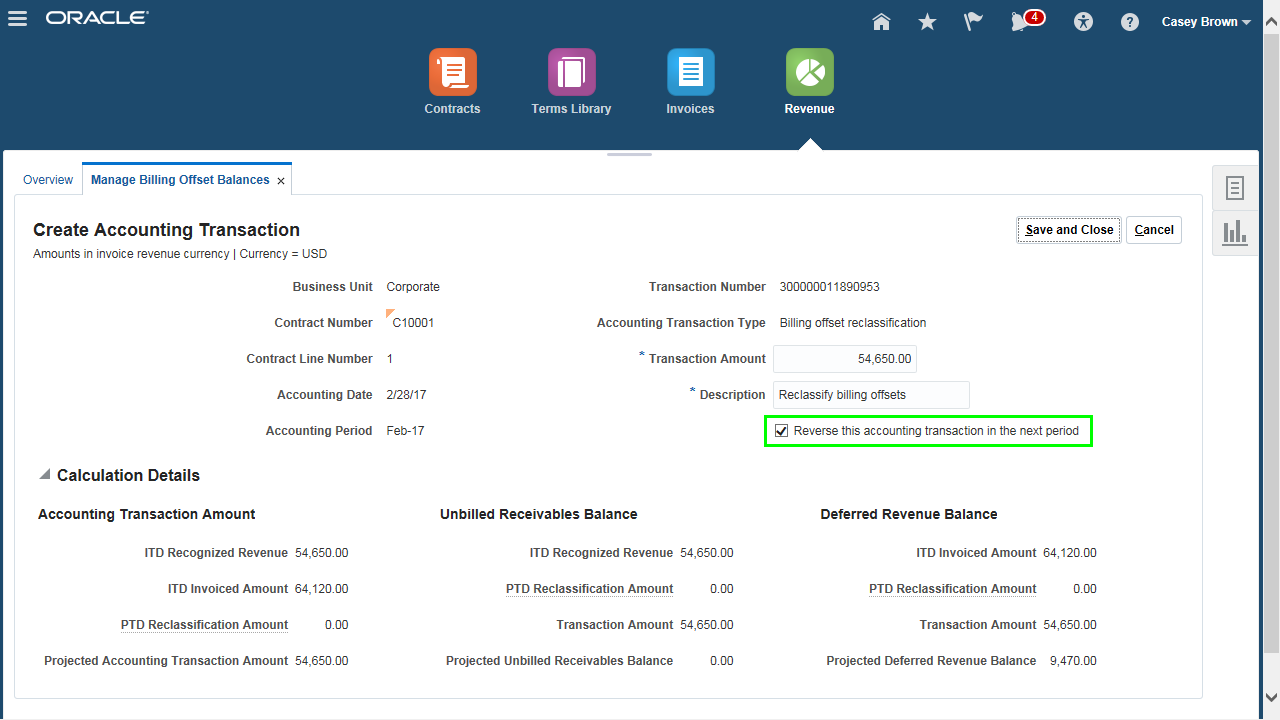 ORACLE
4
Casey Brown
Contracts
Terms Library
Invoices
Revenue
Overview
Manage Billing Offset Balances
Create Accounting Transaction
Save and Close
Cancel
Amounts in invoice revenue currency | Currency = USD
Business Unit Corporate
Transaction Number 300000011890953
Contract Number C10001
Accounting Transaction Type Billing offset reclassification
Contract Line Number 1
* Transaction Amount 54,650.00
Accounting Date 2/28/17
* Description Reclassify billing offsets
Accounting Period Feb-17
Reverse this accounting transaction in the next period
Calculation Details
Accounting Transaction Amount
ITD Recognized Revenue 54,650.00
ITD Invoiced Amount 64,120.00
PTD Reclassification Amount 0.00
Projected Accounting Transaction Amount 54,650.00
Unbilled Receivables Balance
ITD Recognized Revenue 54,650.00
PTD Reclassification Amount 0.00
Transaction Amount 54,650.00
Projected Unbilled Receivables Balance 0.00
Deferred Revenue Balance
ITD Invoiced Amount 64,120.00
PTD Reclassification Amount 0.00
Transaction Amount 54,650.00
Projected Deferred Revenue Balance 9,470.00